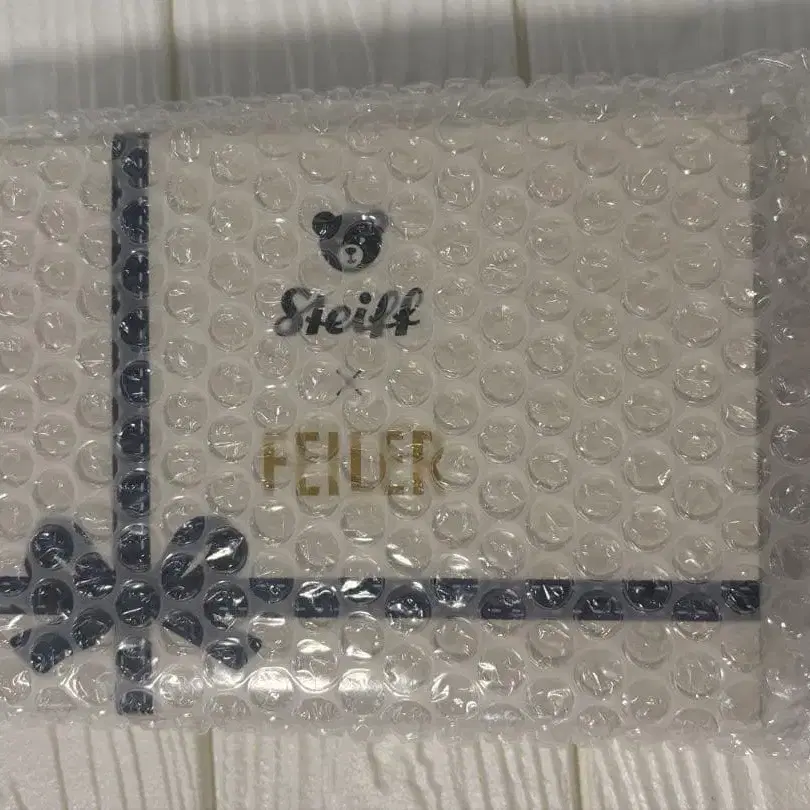 Steiff
×
FEILER